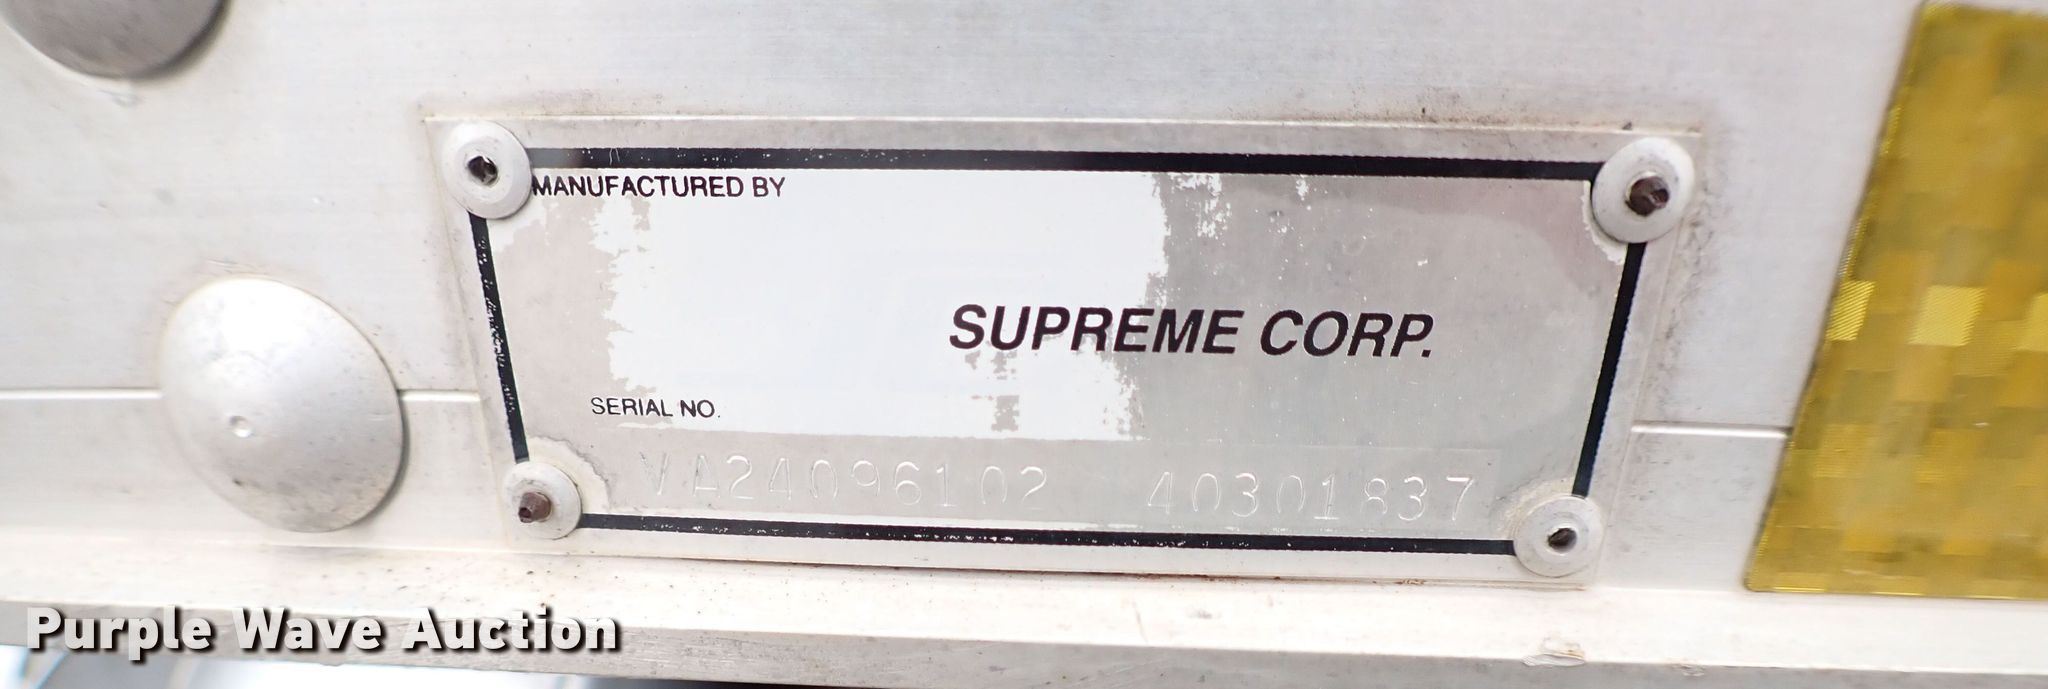 MANUFACTURED BY
SUPREME CORP.
SERIAL NO.
VA24096102 40301837
Purple Wave Auction